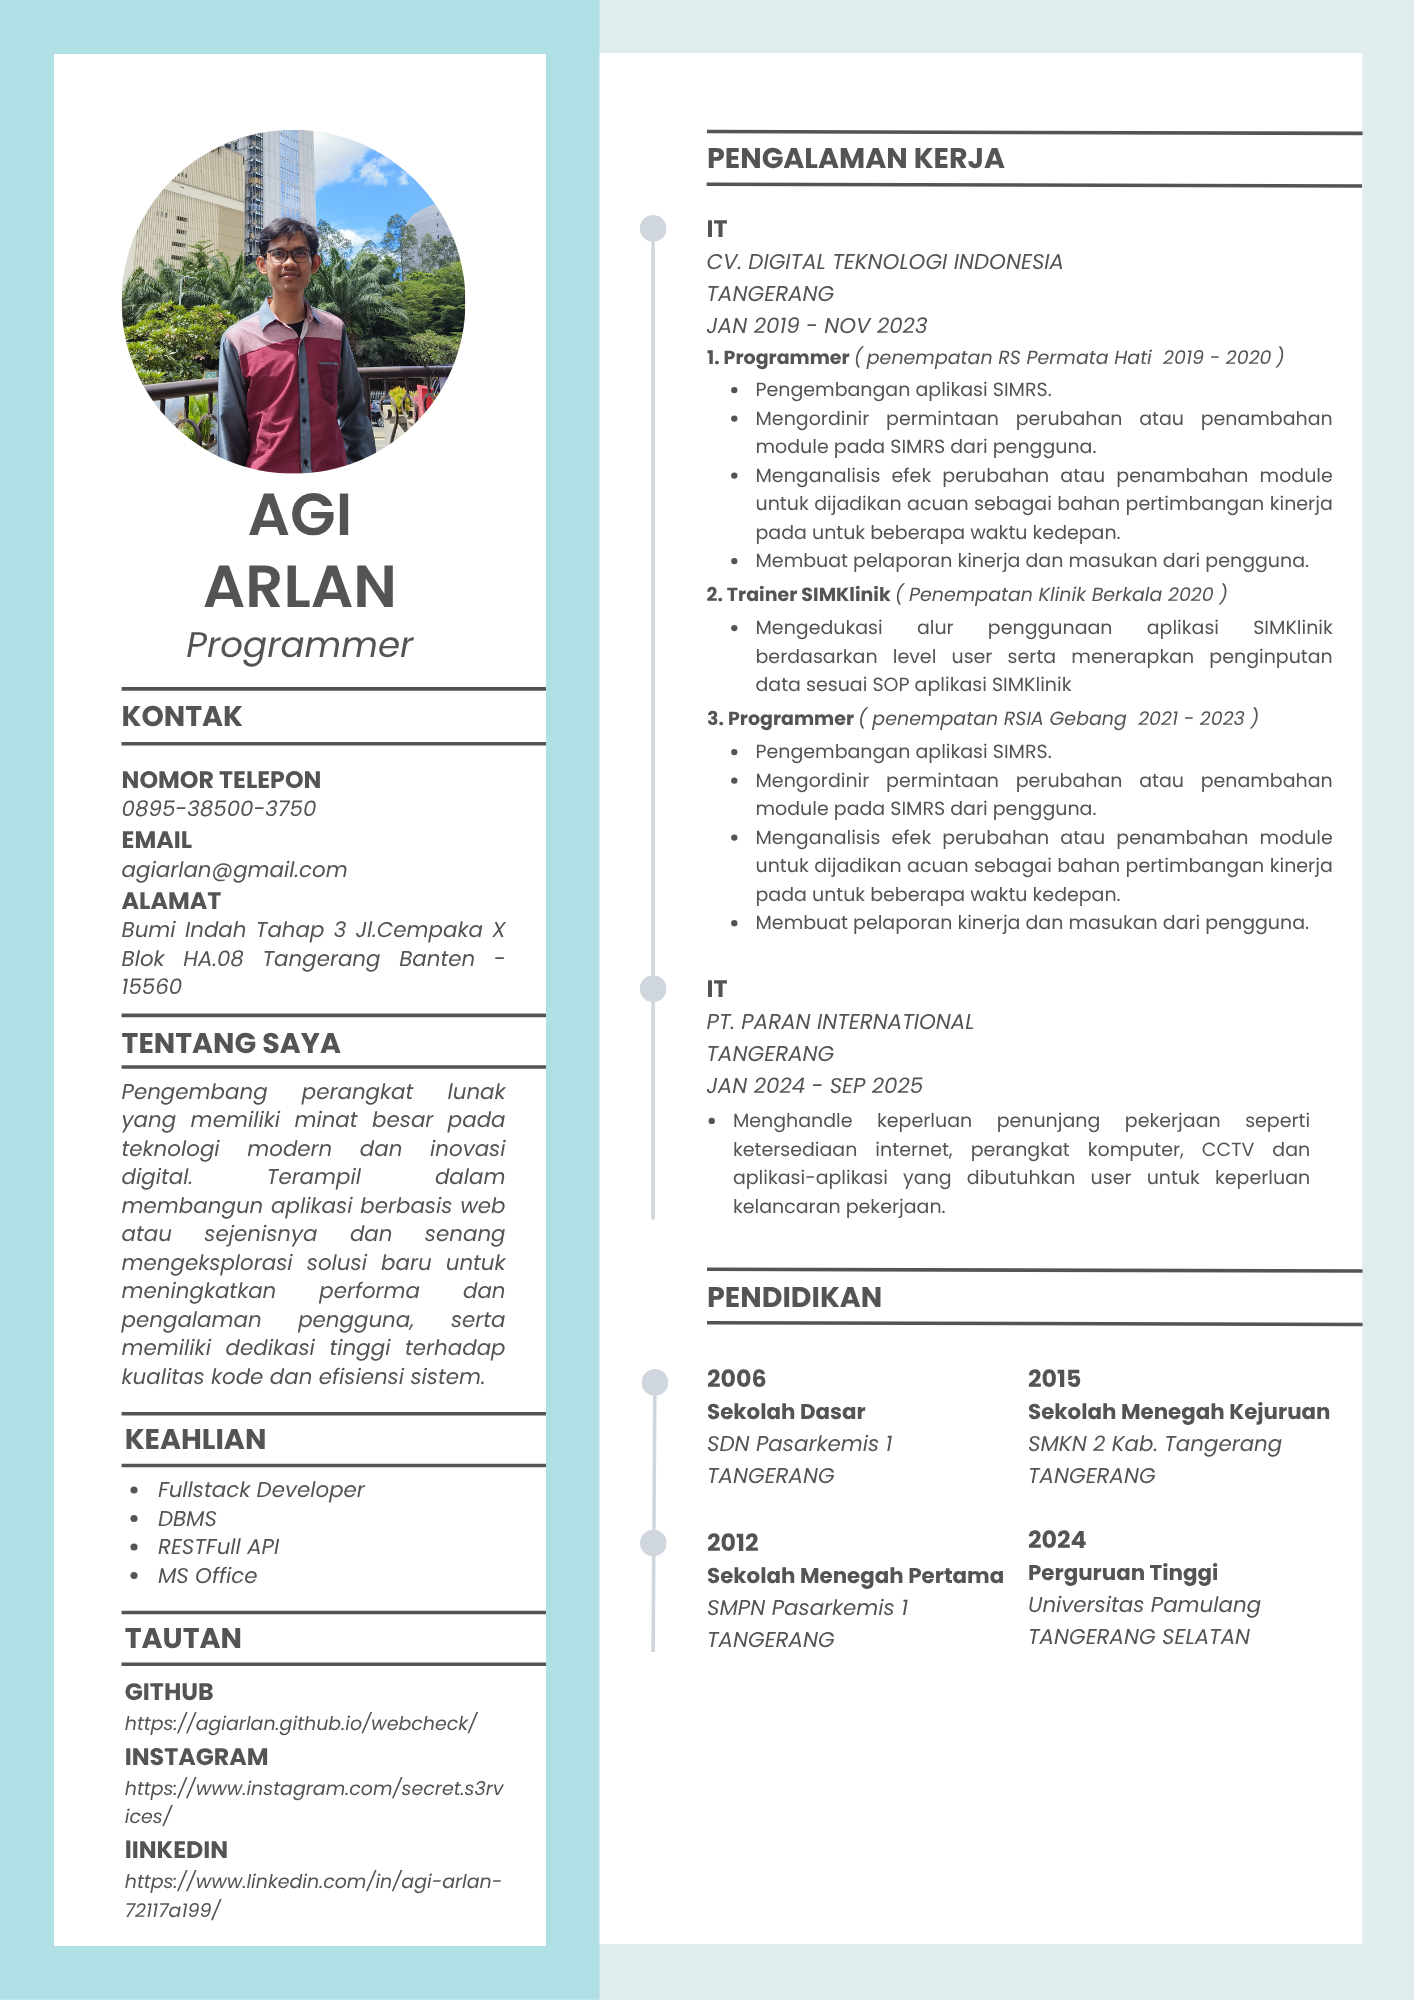 AGI
ARLAN
Programmer
KONTAK
NOMOR TELEPON
0895-38500-3750
EMAIL
agiarlan@gmail.com
ALAMAT
Bumi Indah Tahap 3 Jl.Cempaka X
Blok HA.08 Tangerang Banten -
15560
TENTANG SAYA
Pengembang perangkat lunak
yang memiliki minat besar pada
teknologi modern dan inovasi
digital. Terampil dalam
membangun aplikasi berbasis web
atau sejenisnya dan senang
mengeksplorasi solusi baru untuk
meningkatkan performa dan
pengalaman pengguna, serta
memiliki dedikasi tinggi terhadap
kualitas kode dan efisiensi sistem.
KEAHLIAN
• Fullstack Developer
• DBMS
• RESTFull API
• MS Office
TAUTAN
GITHUB
https://agiarlan.github.io/webcheck/
INSTAGRAM
https://www.instagram.com/secret.s3rv
ices/
lINKEDIN
https://www.linkedin.com/in/agi-arlan-
72117a199/
PENGALAMAN KERJA
IT
CV. DIGITAL TEKNOLOGI INDONESIA
TANGERANG
JAN 2019 - NOV 2023
1. Programmer ( penempatan RS Permata Hati 2019 - 2020 )
• Pengembangan aplikasi SIMRS.
• Mengordinir permintaan perubahan atau penambahan
module pada SIMRS dari pengguna.
• Menganalisis efek perubahan atau penambahan module
untuk dijadikan acuan sebagai bahan pertimbangan kinerja
pada untuk beberapa waktu kedepan.
• Membuat pelaporan kinerja dan masukan dari pengguna.
2. Trainer SIMKlinik ( Penempatan Klinik Berkala 2020 )
• Mengedukasi alur penggunaan aplikasi SIMKlinik
berdasarkan level user serta menerapkan penginputan
data sesuai SOP aplikasi SIMKlinik
3. Programmer ( penempatan RSIA Gebang 2021 - 2023 )
• Pengembangan aplikasi SIMRS.
• Mengordinir permintaan perubahan atau penambahan
module pada SIMRS dari pengguna.
• Menganalisis efek perubahan atau penambahan module
untuk dijadikan acuan sebagai bahan pertimbangan kinerja
pada untuk beberapa waktu kedepan.
• Membuat pelaporan kinerja dan masukan dari pengguna.
IT
PT. PARAN INTERNATIONAL
TANGERANG
JAN 2024 - SEP 2025
• Menghandle keperluan penunjang pekerjaan seperti
ketersediaan internet, perangkat komputer, CCTV dan
aplikasi-aplikasi yang dibutuhkan user untuk keperluan
kelancaran pekerjaan.
PENDIDIKAN
2006
Sekolah Dasar
SDN Pasarkemis 1
TANGERANG
2012
Sekolah Menegah Pertama
SMPN Pasarkemis 1
TANGERANG
2015
Sekolah Menegah Kejuruan
SMKN 2 Kab. Tangerang
TANGERANG
2024
Perguruan Tinggi
Universitas Pamulang
TANGERANG SELATAN